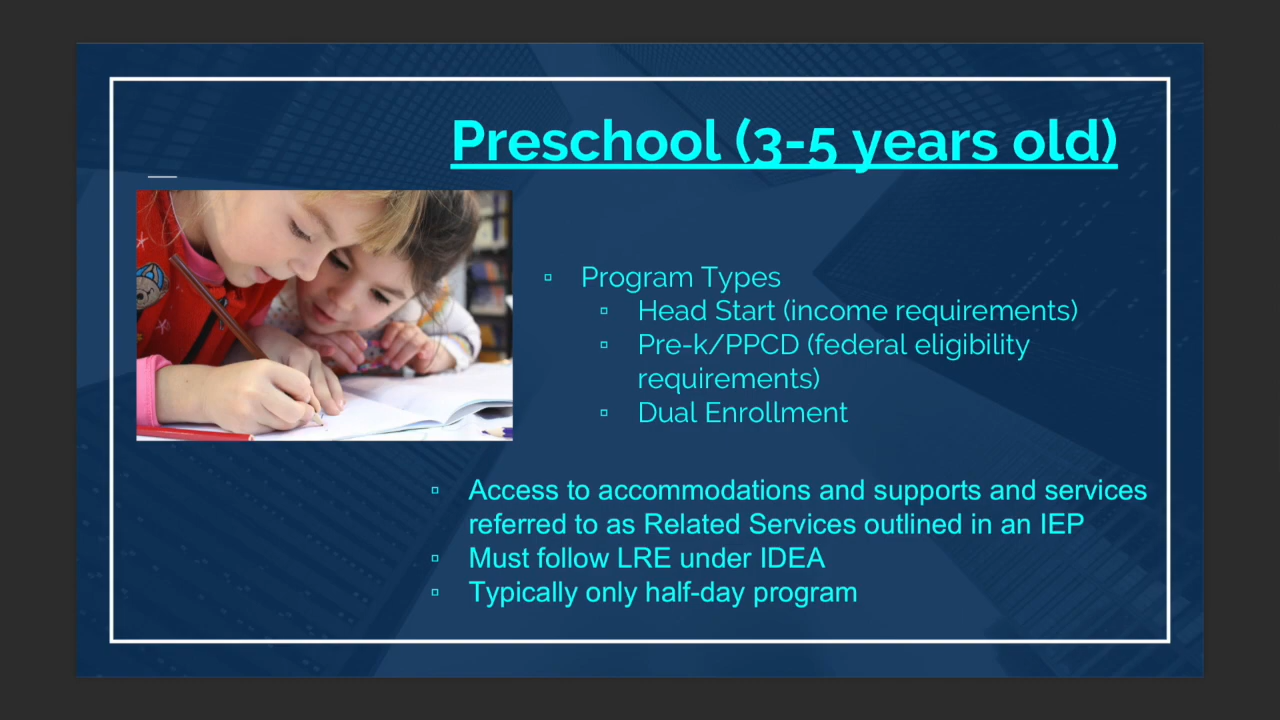 Preschool (3-5 years old)
▫ Program Types
▫ Head Start (income requirements)
▫ Pre-k/PPCD (federal eligibility
requirements)
▫ Dual Enrollment
▫ Access to accommodations and supports and services
referred to as Related Services outlined in an IEP
▫ Must follow LRE under IDEA
▫ Typically only half-day program